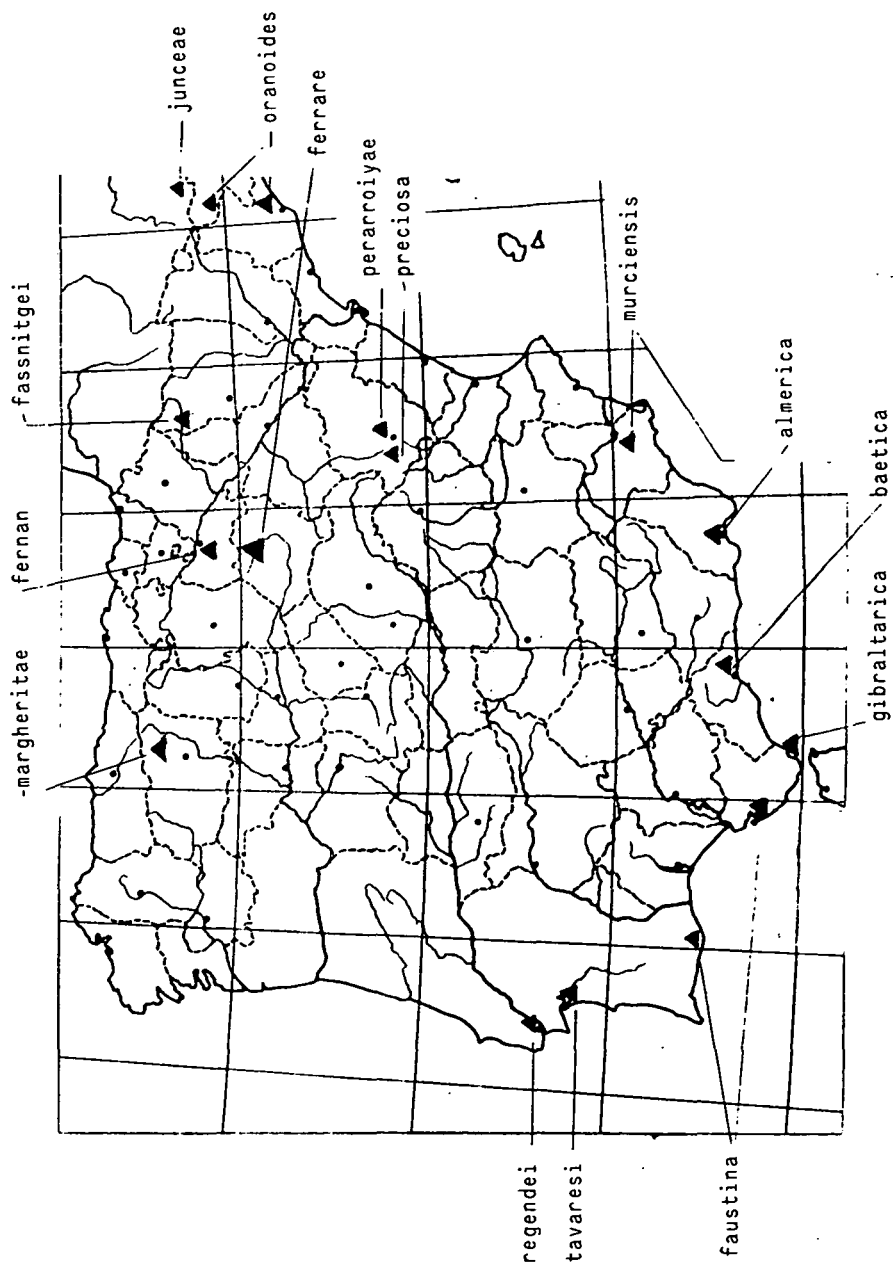 -margheritae
fernan
-fassnitgei
junceae
oranoides
ferrare
perarroiyae
-preciosa
murciensis
almerica
baetica
gibraltarica
regendei
tavaresi
faustina